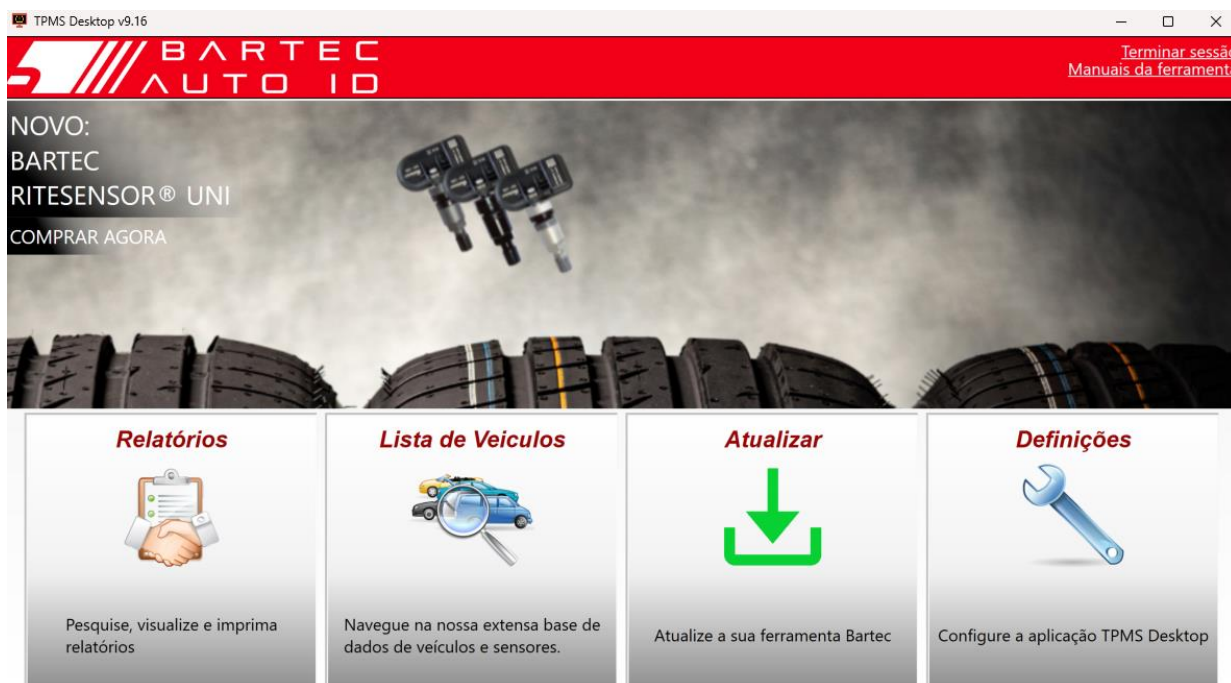 TPMS Desktop v9.16
BARTEC
AUTO ID
Terminar sessão
Manuais da ferramenta
NOVO:
BARTEC
RITESENSOR® UNI
COMPRAR AGORA
Relatórios
Lista de Veiculos
Atualizar
Definições
Pesquise, visualize e imprima
relatórios
Navegue na nossa extensa base de
dados de veículos e sensores.
Atualize a sua ferramenta Bartec
Configure a aplicação TPMS Desktop